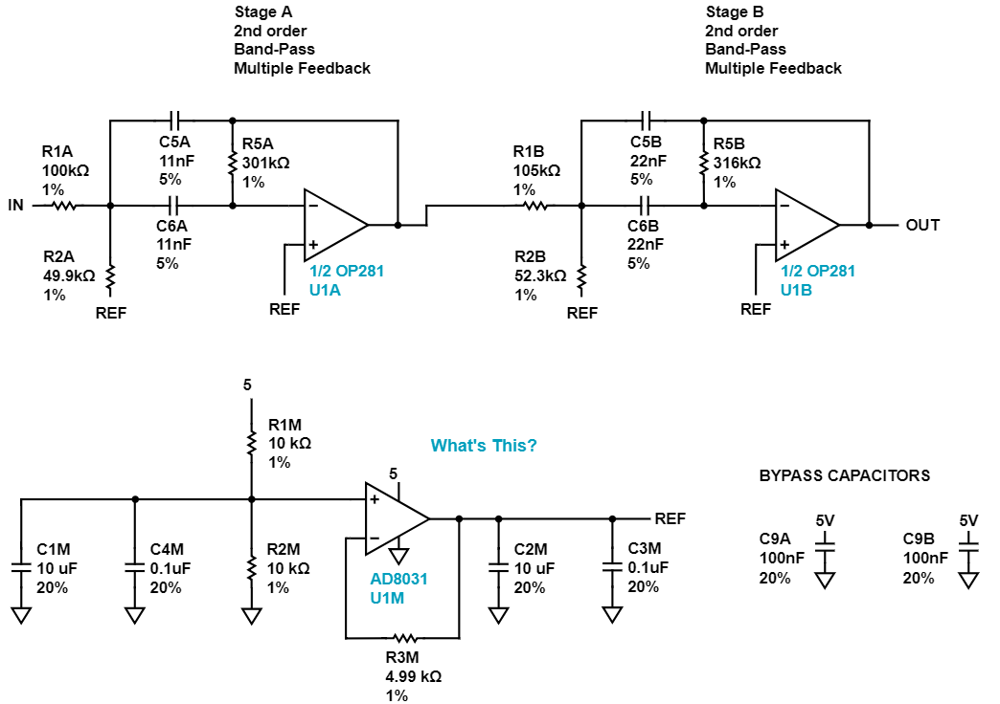 Stage A
2nd order
Band-Pass
Multiple Feedback
Stage B
2nd order
Band-Pass
Multiple Feedback
R1A
100kΩ
1%
C5A
11nF
5%
R5A
301kΩ
1%
IN
C6A
11nF
5%
R2A
49.9kΩ
1%
REF
−
+
1/2 OP281
U1A
REF
R1B
105kΩ
1%
C5B
22nF
5%
R5B
316kΩ
1%
C6B
22nF
5%
R2B
52.3kΩ
1%
REF
−
+
1/2 OP281
U1B
REF
OUT
5
R1M
10 kΩ
1%
What's This?
5
+
−
REF
C1M
10 uF
20%
C4M
0.1uF
20%
R2M
10 kΩ
1%
AD8031
U1M
C2M
10 uF
20%
C3M
0.1uF
20%
R3M
4.99 kΩ
1%
BYPASS CAPACITORS
5V
C9A
100nF
20%
5V
C9B
100nF
20%